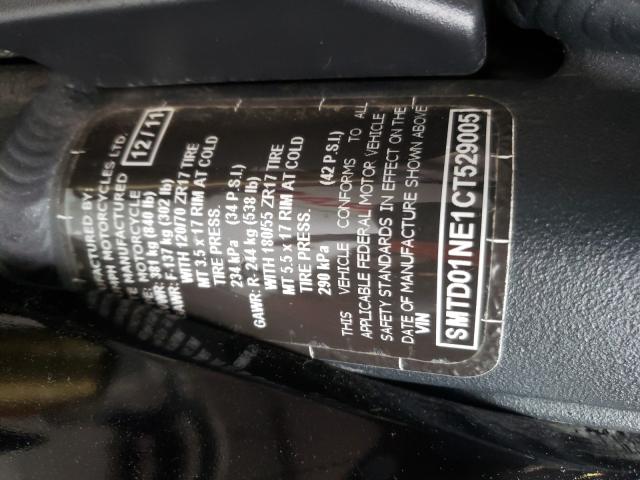 FACTURED BY:
MPH MOTORCYCLES LTD.
E MANUFACTURED 12/11
MOTORCYCLE
GVWR: 381 kg (840 lb)
GAWR: F-137 kg (302 lb)
WITH 120/70 ZR17 TIRE
MT 3.5 x 17 RIM AT COLD
TIRE PRESS.
234 kPa (34 P.S.I)
GAWR: R-244 kg (538 lb)
WITH 180/55 ZR17 TIRE
MT 5.5 x 17 RIM AT COLD
TIRE PRESS.
290 kPa (42 P.S.I)
THIS VEHICLE CONFORMS TO ALL
APPLICABLE FEDERAL MOTOR VEHICLE
SAFETY STANDARDS IN EFFECT ON THE
DATE OF MANUFACTURE SHOWN ABOVE
VIN
SMTD01NE1CT529005